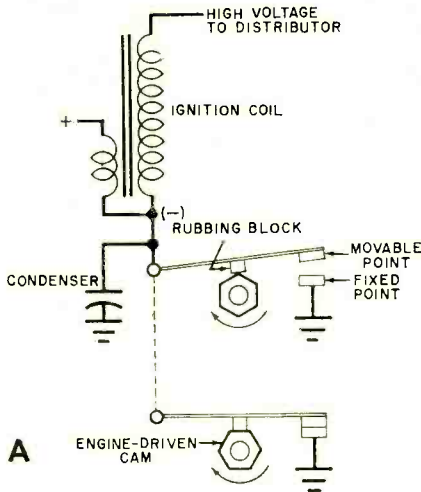 HIGH VOLTAGE
TO DISTRIBUTOR
IGNITION COIL
+
(-)
RUBBING BLOCK
MOVABLE
POINT
CONDENSER
FIXED
POINT
A
ENGINE-DRIVEN
CAM